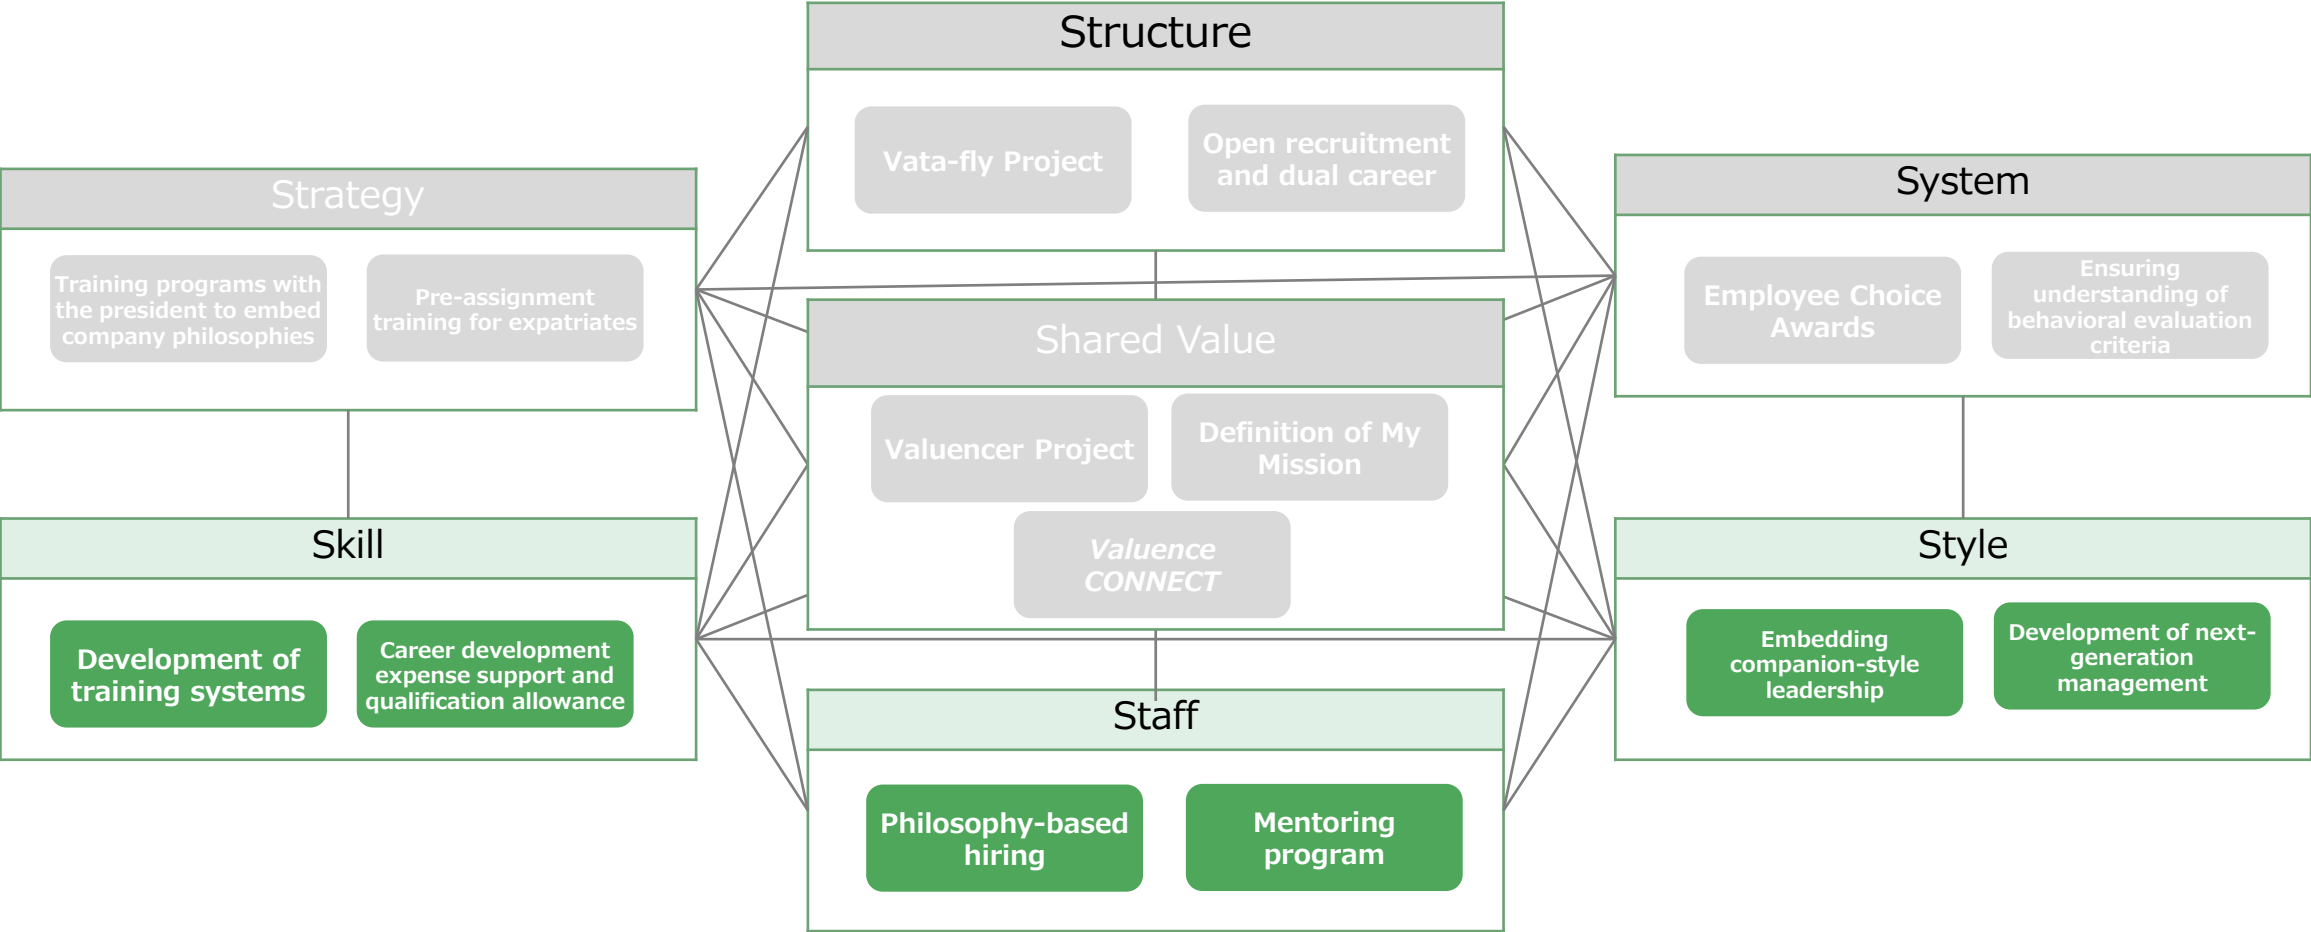 Structure
Vata-fly Project
Open recruitment
and dual career
Strategy
Training programs with
the president to embed
company philosophies
Pre-assignment
training for expatriates
System
Employee Choice
Awards
Ensuring
understanding of
behavioral evaluation
criteria
Shared Value
Valuencer Project
Definition of My
Mission
Valuence
CONNECT
Skill
Development of
training systems
Career development
expense support and
qualification allowance
Style
Embedding
companion-style
leadership
Development of next-
generation
management
Staff
Philosophy-based
hiring
Mentoring
program